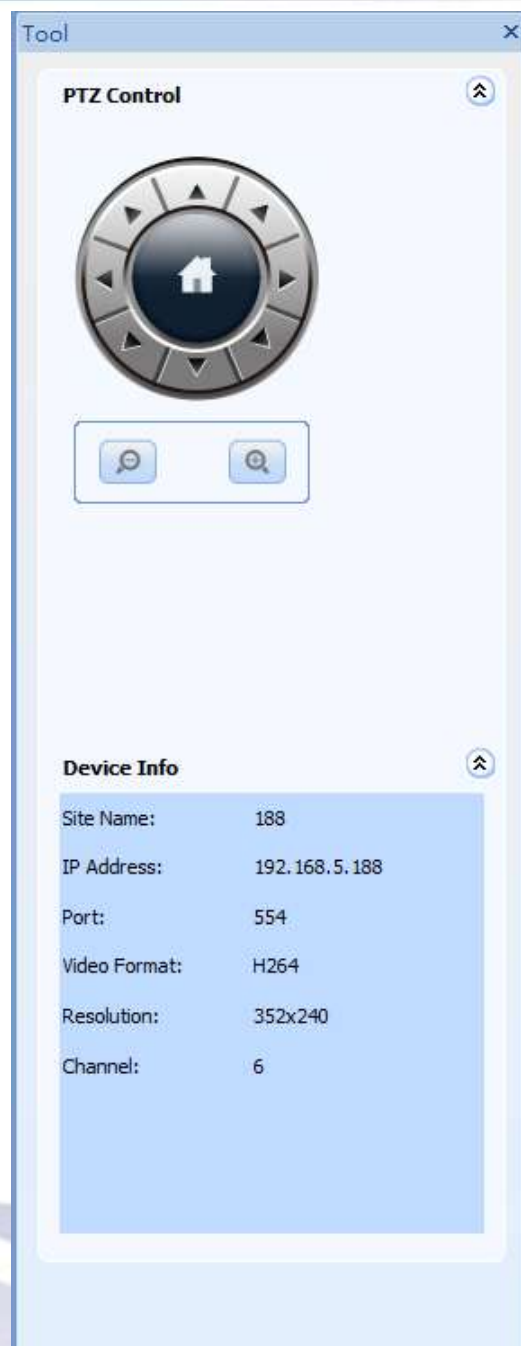 Tool
PTZ Control
Device Info
Site Name: 188
IP Address: 192.168.5.188
Port: 554
Video Format: H264
Resolution: 352x240
Channel: 6